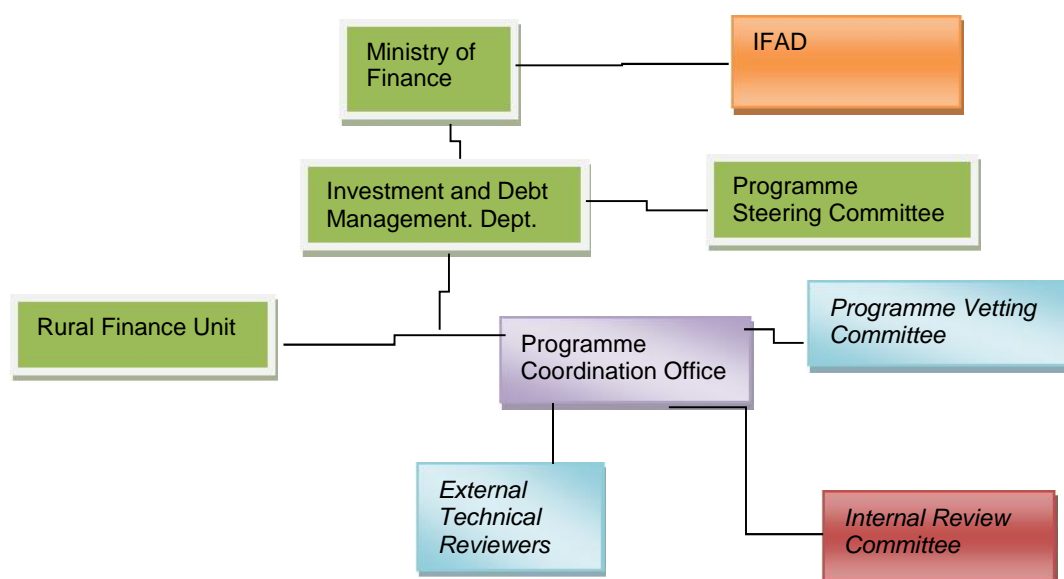 Ministry of
Finance
IFAD
Investment and Debt
Management. Dept.
Programme
Steering Committee
Rural Finance Unit
Programme Vetting
Committee
Programme
Coordination Office
External
Technical
Reviewers
Internal Review
Committee